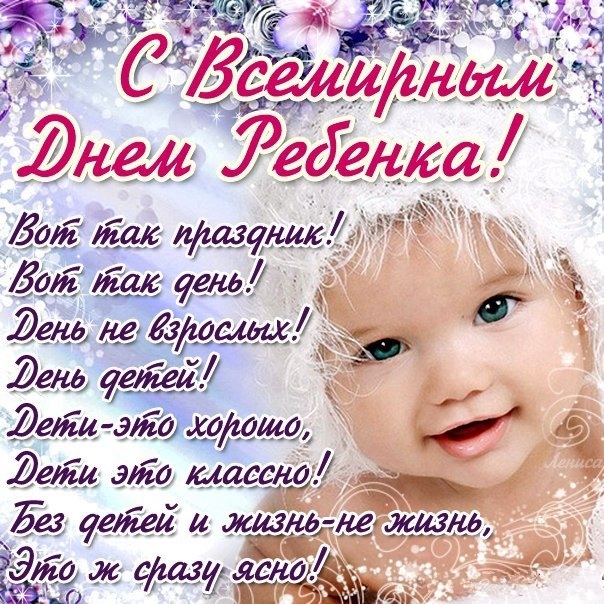 С Всемирным
Днем Ребенка!
Вот так праздник!
Вот так день!
День не взрослых!
День детей!
Дети-это хорошо,
Дети это классно!
Без детей и жизнь-не жизнь,
Это ж сразу ясно!
Лениса